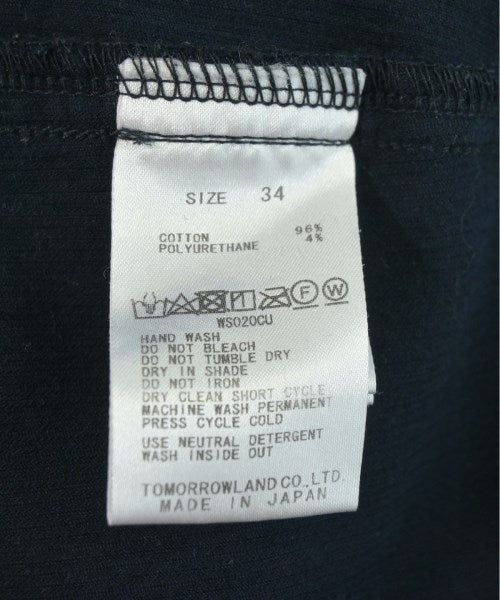 SIZE 34
COTTON 96%
POLYURETHANE 4%
F W
WS020CU
HAND WASH
DO NOT BLEACH
DO NOT TUMBLE DRY
DRY IN SHADE
DO NOT IRON
DRY CLEAN SHORT CYCLE
MACHINE WASH PERMANENT
PRESS CYCLE COLD
USE NEUTRAL DETERGENT
WASH INSIDE OUT
TOMORROWLAND CO.,LTD.
MADE IN JAPAN